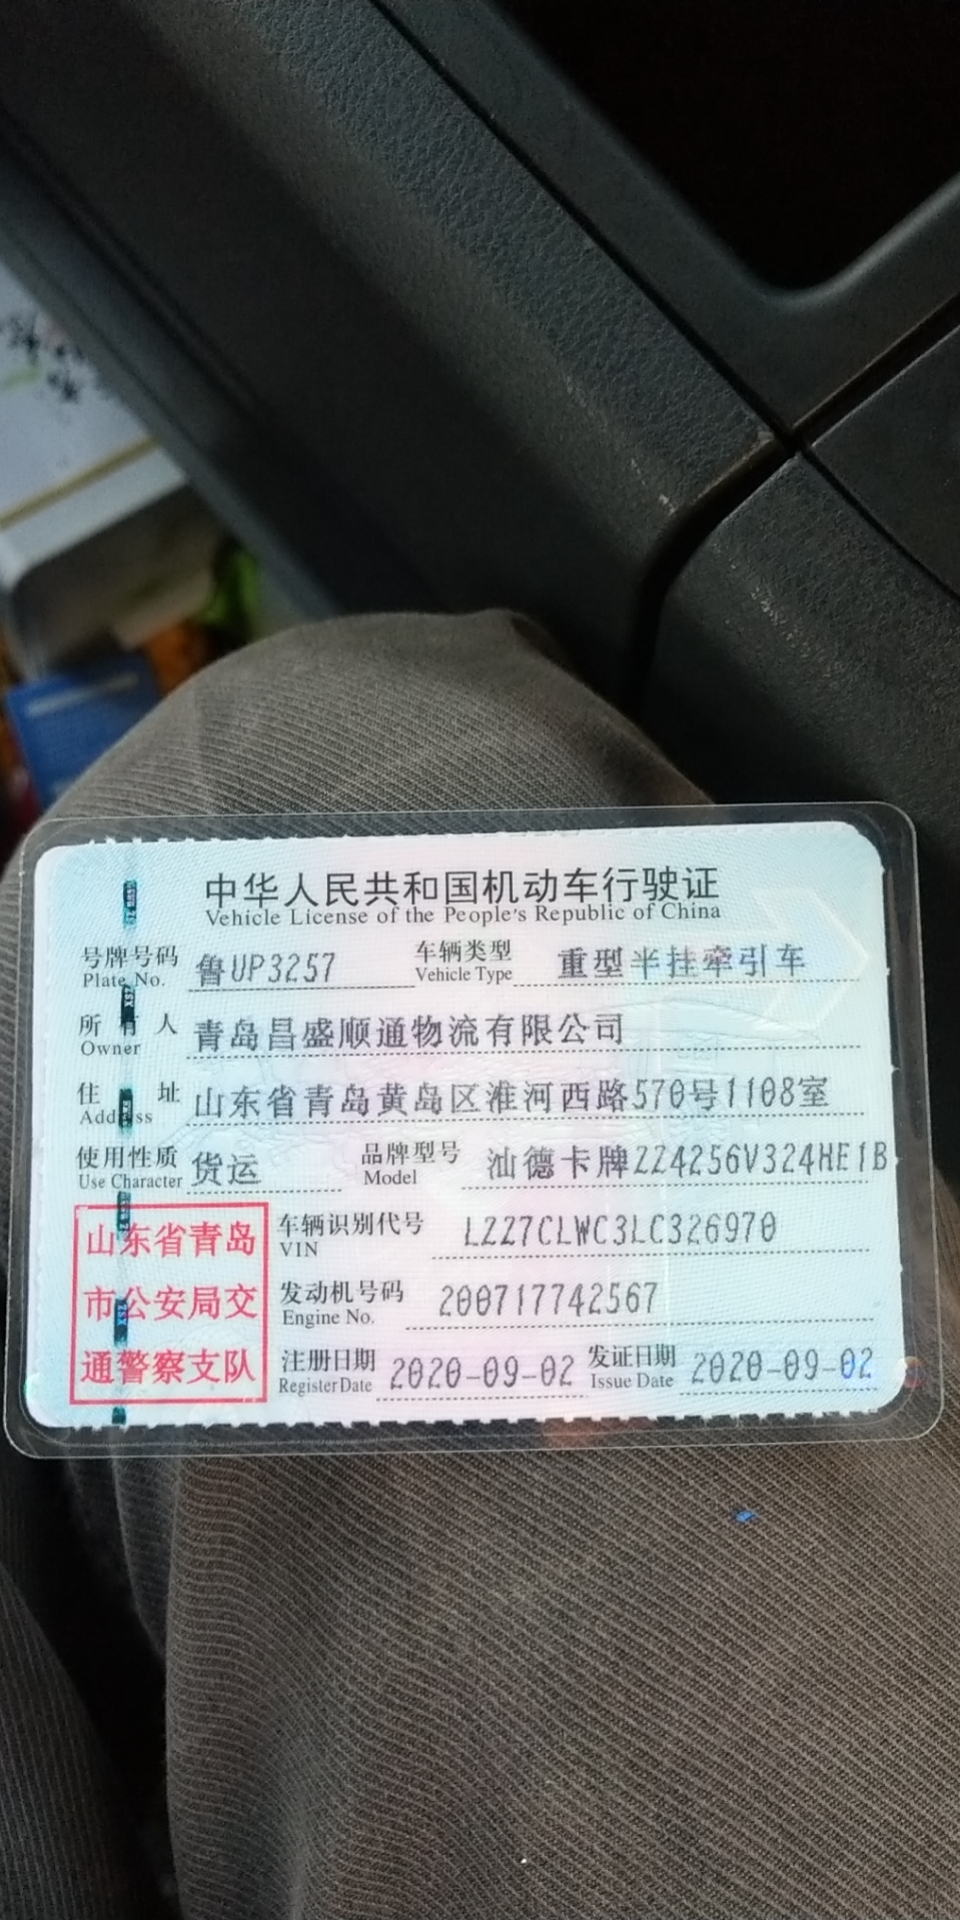 中华人民共和国机动车行驶证
Vehicle License of the People's Republic of China
号牌号码 鲁UP3257 车辆类型 重型半挂牵引车
Plate No. Vehicle Type
所有人 青岛昌盛顺通物流有限公司
Owner
住址 山东省青岛黄岛区淮河西路570号1108室
Address
使用性质 货运 品牌型号 汕德卡牌ZZ4256V324HE1B
Use Character Model
山东省青岛
市公安局交
通警察支队
车辆识别代号 LZZ7CLWC3LC326970
VIN
发动机号码 200717742567
Engine No.
注册日期 2020-09-02 发证日期 2020-09-02
Register Date Issue Date